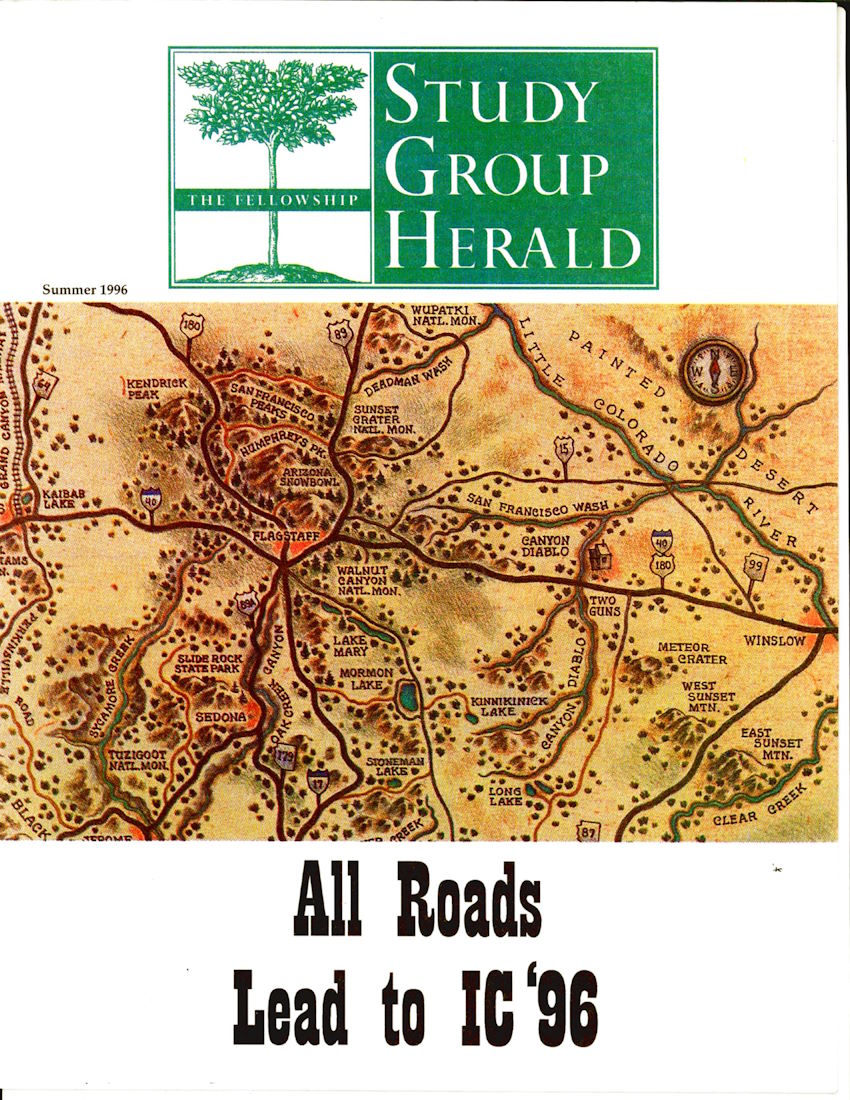 THE FELLOWSHIP
STUDY
GROUP
HERALD
Summer 1996
180
89
WUPATKI
NATL. MON.
LITTLE COLORADO RIVER
PAINTED DESERT
N
W
E
S
64
GRAND CANYON RAILWAY
KENDRICK
PEAK
SAN FRANCISCO
PEAKS
DEADMAN WASH
SUNSET
CRATER
NATL. MON.
HUMPHREYS PK.
ARIZONA
SNOWBOWL
15
KAIBAB
LAKE
40
SAN FRANCISCO WASH
FLAGSTAFF
CANYON
DIABLO
40
180
99
WALNUT
CANYON
NATL. MON.
89A
TWO
GUNS
WINSLOW
PERKINSVILLE
ROAD
SYCAMORE CREEK
SLIDE ROCK
STATE PARK
OAK CREEK CANYON
LAKE
MARY
MORMON
LAKE
METEOR
CRATER
SEDONA
KINNIKINICK
LAKE
CANYON DIABLO
WEST
SUNSET
MTN.
TUZIGOOT
NATL. MON.
179
17
STONEMAN
LAKE
EAST
SUNSET
MTN.
LONG
LAKE
BLACK
JEROME
CREEK
87
CLEAR CREEK
All Roads
Lead to IC '96